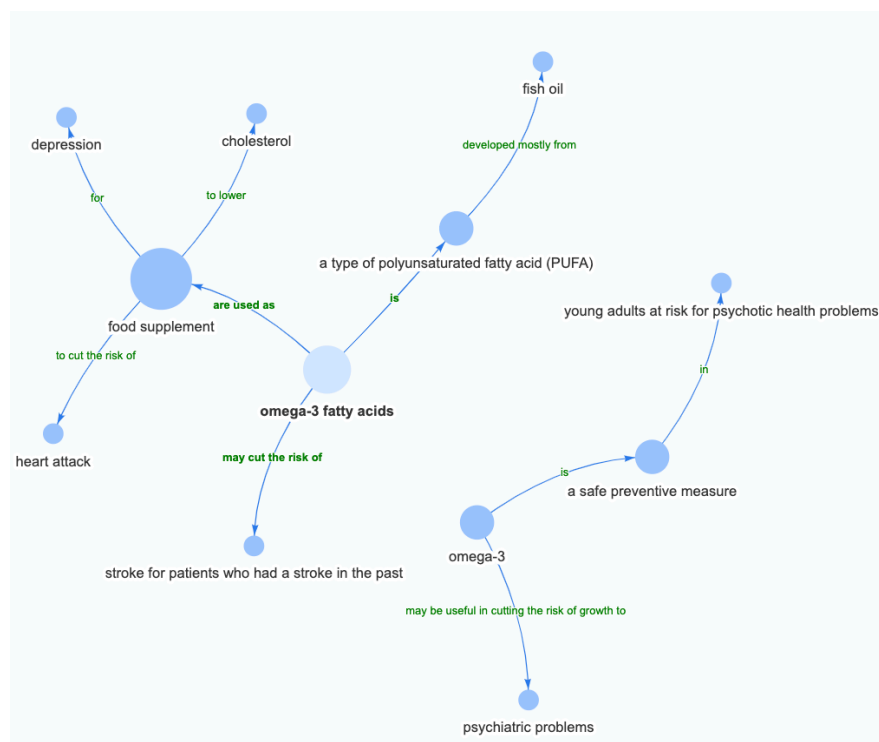 fish oil
depression
cholesterol
developed mostly from
for
to lower
a type of polyunsaturated fatty acid (PUFA)
is
are used as
young adults at risk for psychotic health problems
food supplement
to cut the risk of
in
omega-3 fatty acids
heart attack
may cut the risk of
is
a safe preventive measure
omega-3
stroke for patients who had a stroke in the past
may be useful in cutting the risk of growth to
psychiatric problems